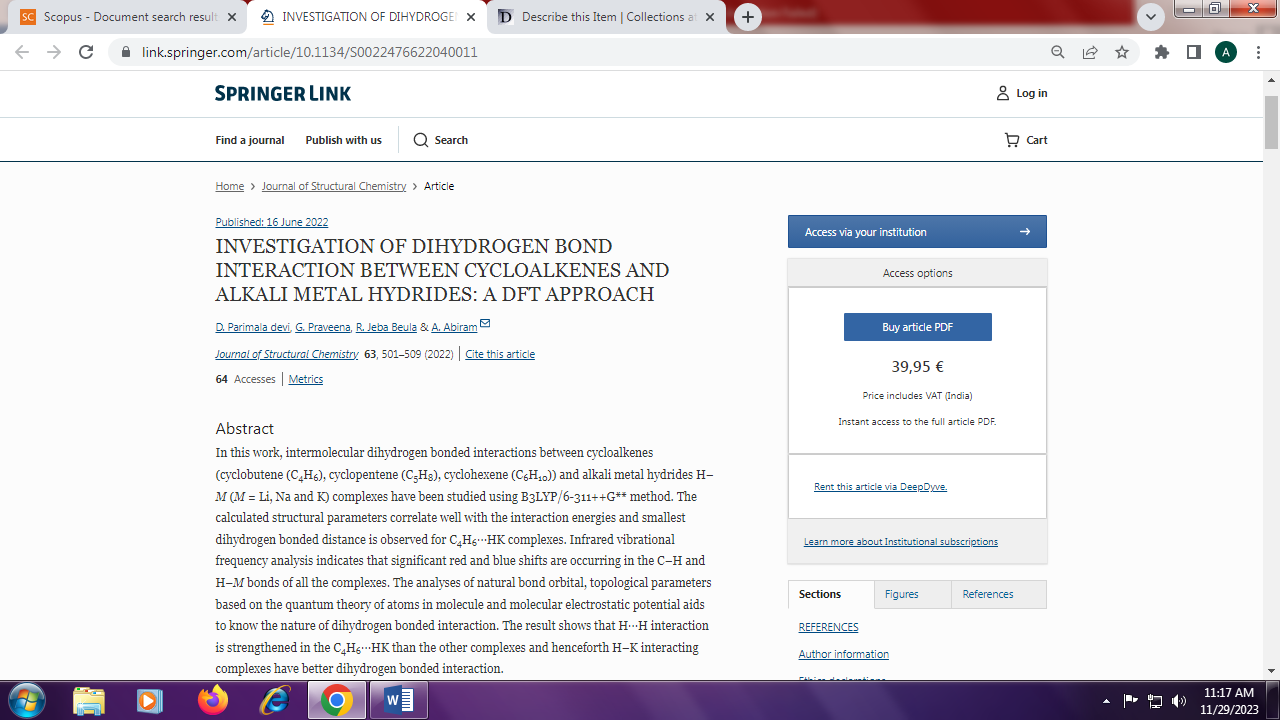 Scopus - Document search result
INVESTIGATION OF DIHYDROGEN
Describe this Item | Collections a
link.springer.com/article/10.1134/S0022476622040011
A
SPRINGER LINK
Log in
Find a journal
Publish with us
Search
Cart
Home > Journal of Structural Chemistry > Article
Published: 16 June 2022
INVESTIGATION OF DIHYDROGEN BOND
INTERACTION BETWEEN CYCLOALKENES AND
ALKALI METAL HYDRIDES: A DFT APPROACH
D. Parimala devi, G. Praveena, R. Jeba Beula & A. Abiram
Journal of Structural Chemistry 63, 501–509 (2022) | Cite this article
64 Accesses | Metrics
Abstract
In this work, intermolecular dihydrogen bonded interactions between cycloalkenes
(cyclobutene (C4H6), cyclopentene (C5H8), cyclohexene (C6H10)) and alkali metal hydrides H–
M (M = Li, Na and K) complexes have been studied using B3LYP/6-311++G** method. The
calculated structural parameters correlate well with the interaction energies and smallest
dihydrogen bonded distance is observed for C4H6···HK complexes. Infrared vibrational
frequency analysis indicates that significant red and blue shifts are occurring in the C–H and
H–M bonds of all the complexes. The analyses of natural bond orbital, topological parameters
based on the quantum theory of atoms in molecule and molecular electrostatic potential aids
to know the nature of dihydrogen bonded interaction. The result shows that H···H interaction
is strengthened in the C4H6···HK than the other complexes and henceforth H–K interacting
complexes have better dihydrogen bonded interaction.
Access via your institution
Access options
Buy article PDF
39,95 €
Price includes VAT (India)
Instant access to the full article PDF.
Rent this article via DeepDyve.
Learn more about Institutional subscriptions
Sections
Figures
References
REFERENCES
Author information
Ethics declarations
11:17 AM
11/29/2023